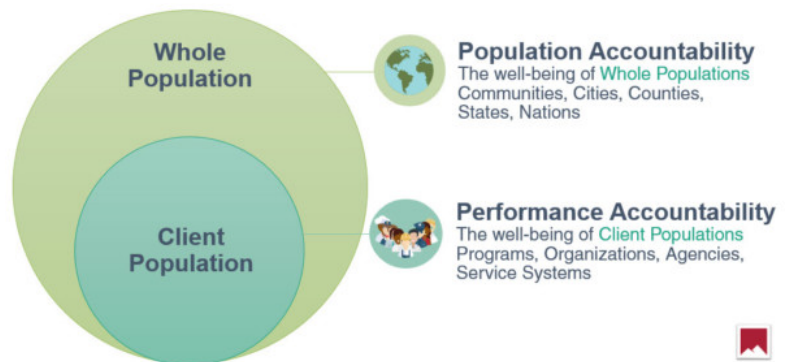 Whole
Population
Population Accountability
The well-being of Whole Populations
Communities, Cities, Counties,
States, Nations
Client
Population
Performance Accountability
The well-being of Client Populations
Programs, Organizations, Agencies,
Service Systems